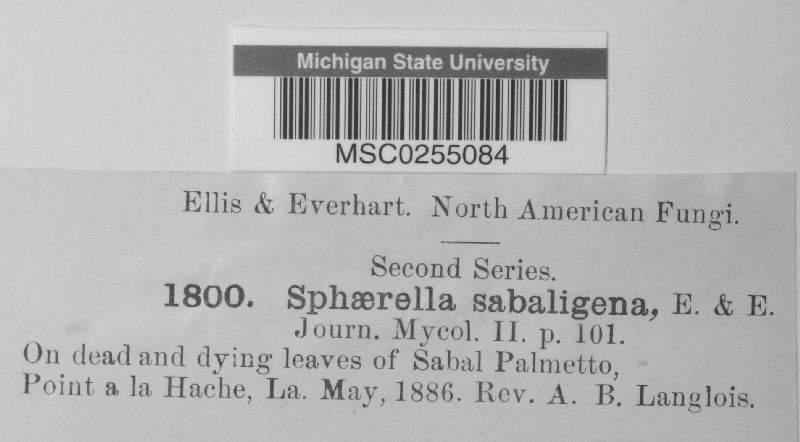 Michigan State University
MSC0255084
Ellis & Everhart. North American Fungi.
Second Series.
1800. Sphærella sabaligena, E. & E.
Journ. Mycol. II. p. 101.
On dead and dying leaves of Sabal Palmetto,
Point a la Hache, La. May, 1886. Rev. A. B. Langlois.